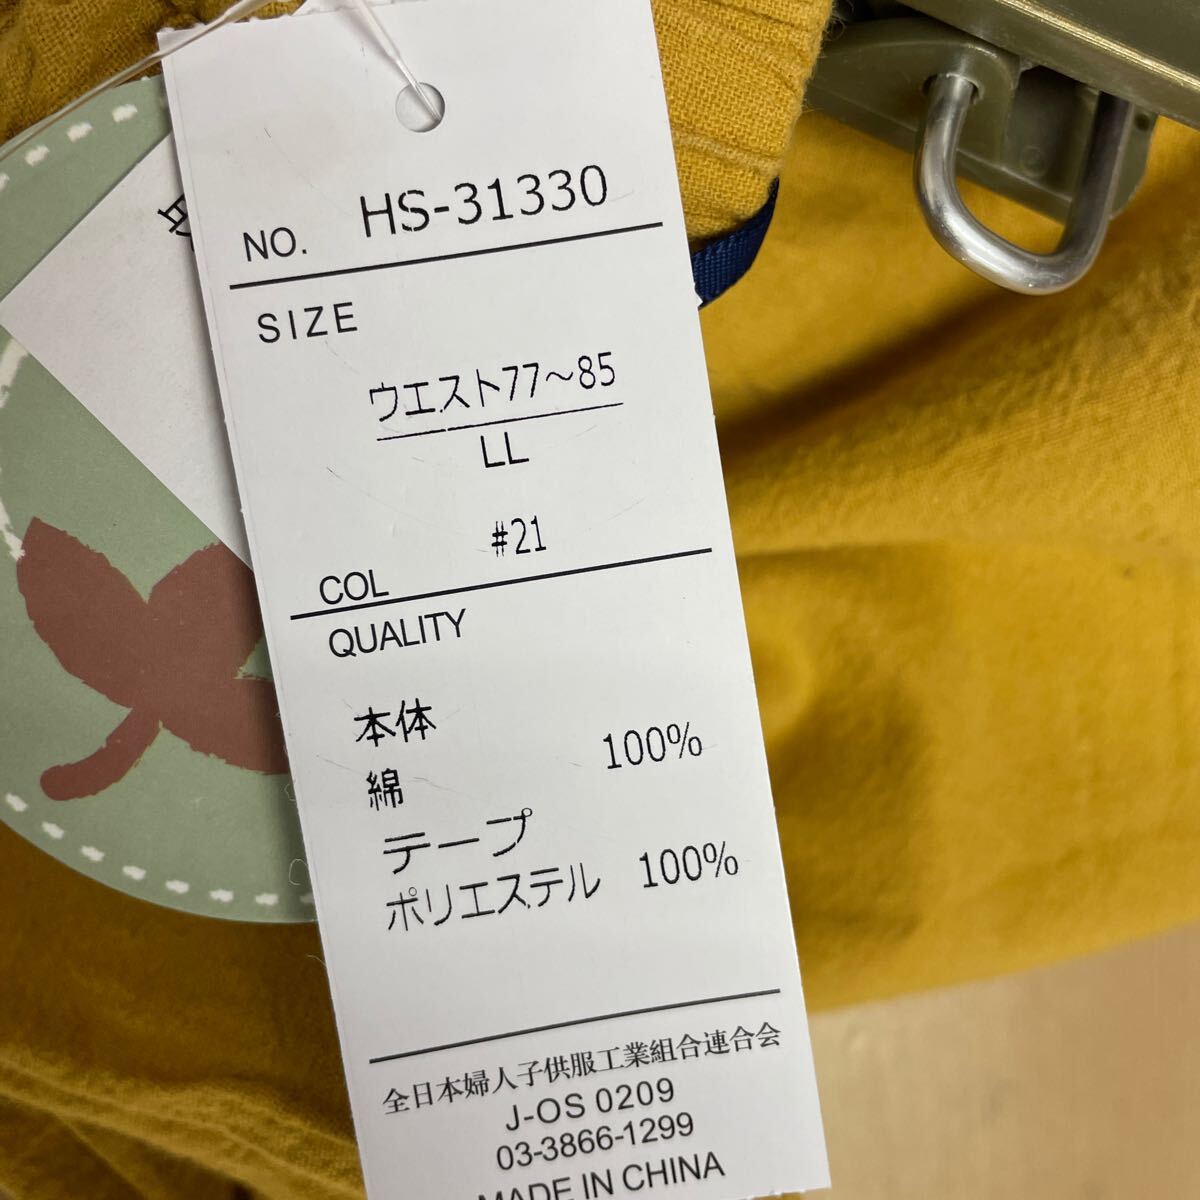 NO. HS-31330
SIZE
ウエスト77～85
LL
#21
COL
QUALITY
本体
綿 100%
テープ
ポリエステル 100%
全日本婦人子供服工業組合連合会
J-OS 0209
03-3866-1299
MADE IN CHINA